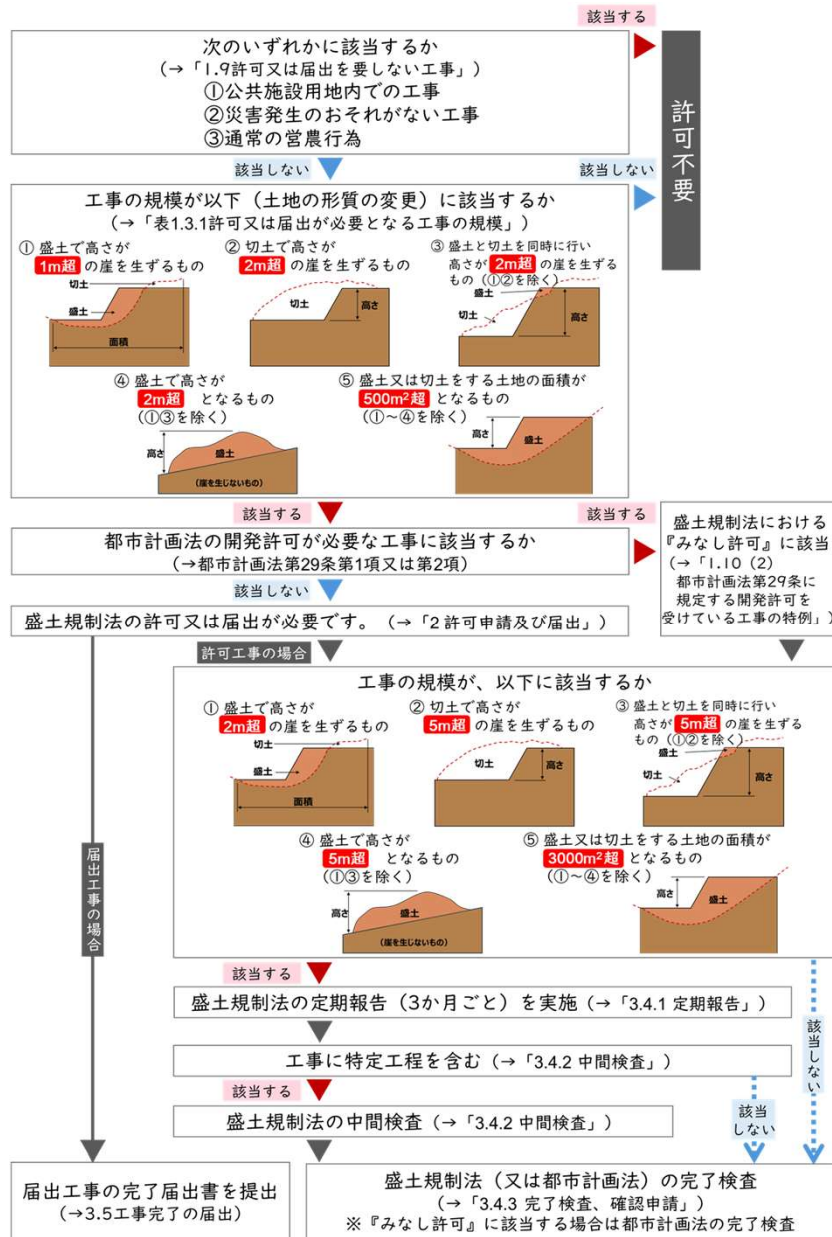 該当する
次のいずれかに該当するか
(→「1.9許可又は届出を要しない工事」)
①公共施設用地内での工事
②災害発生のおそれがない工事
③通常の営農行為
許可不要
該当しない
該当しない
工事の規模が以下（土地の形質の変更）に該当するか
(→「表1.3.1許可又は届出が必要となる工事の規模」)
① 盛土で高さが
1m超 の崖を生ずるもの
切土
盛土
面積
② 切土で高さが
2m超 の崖を生ずるもの
切土
高さ
③ 盛土と切土を同時に行い
高さが 2m超 の崖を生ずる
もの（①②を除く）
盛土
切土
高さ
④ 盛土で高さが
2m超 となるもの
(①③を除く)
高さ
盛土
(崖を生じないもの)
⑤ 盛土又は切土をする土地の面積が
500m²超 となるもの
(①～④を除く)
高さ
盛土
該当する
該当する
都市計画法の開発許可が必要な工事に該当するか
(→都市計画法第29条第1項又は第2項)
盛土規制法における
『みなし許可』に該当
(→「1.10（2）
都市計画法第29条に
規定する開発許可を
受けている工事の特例」)
該当しない
盛土規制法の許可又は届出が必要です。(→「2 許可申請及び届出」)
許可工事の場合
工事の規模が、以下に該当するか
① 盛土で高さが
2m超 の崖を生ずるもの
切土
盛土
面積
② 切土で高さが
5m超 の崖を生ずるもの
切土
高さ
③ 盛土と切土を同時に行い
高さが 5m超 の崖を生ずる
もの（①②を除く）
盛土
切土
高さ
④ 盛土で高さが
5m超 となるもの
(①③を除く)
高さ
盛土
(崖を生じないもの)
⑤ 盛土又は切土をする土地の面積が
3000m²超 となるもの
(①～④を除く)
高さ
盛土
届出工事の場合
該当する
盛土規制法の定期報告（3か月ごと）を実施 (→「3.4.1 定期報告」)
該当しない
工事に特定工程を含む (→「3.4.2 中間検査」)
該当する
該当
しない
盛土規制法の中間検査 (→「3.4.2 中間検査」)
届出工事の完了届出書を提出
(→3.5工事完了の届出)
盛土規制法（又は都市計画法）の完了検査
(→「3.4.3 完了検査、確認申請」)
※『みなし許可』に該当する場合は都市計画法の完了検査